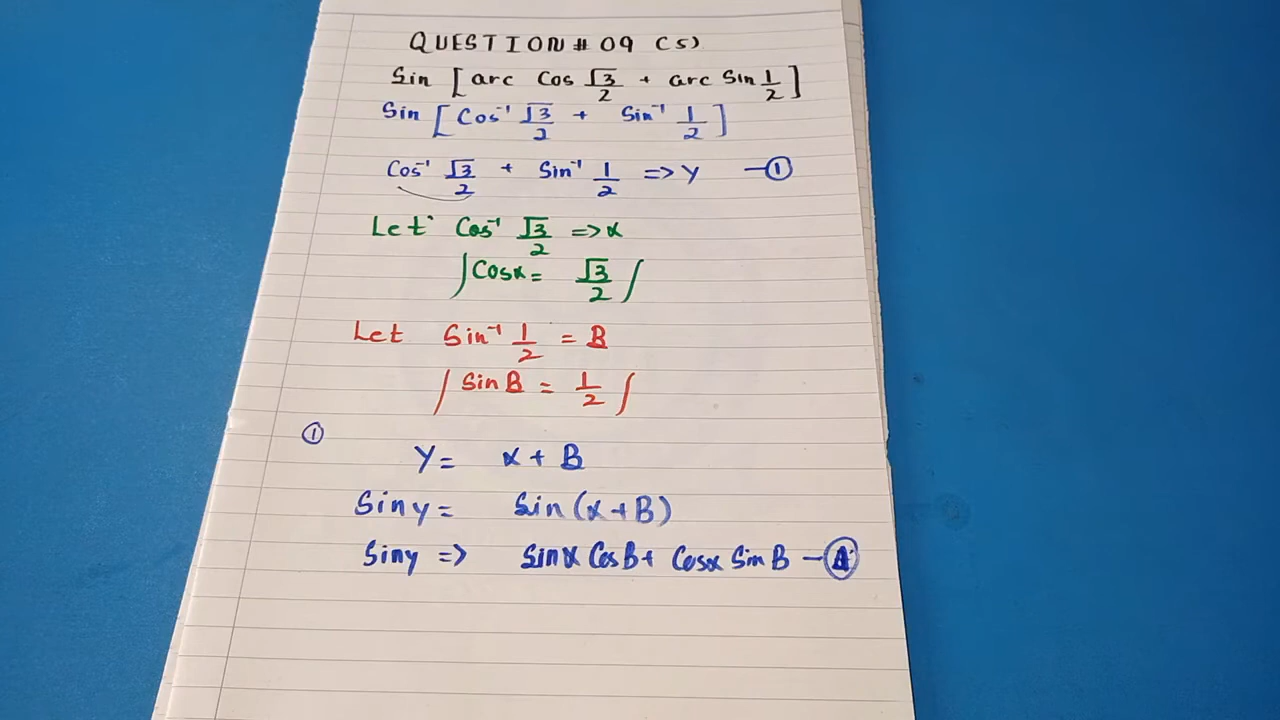 QUESTION # 09 (5)
Sin [arc Cos √3/2 + arc Sin 1/2]
Sin [Cos⁻¹ √3/2 + Sin⁻¹ 1/2]
Cos⁻¹ √3/2 + Sin⁻¹ 1/2 => y —①
Let Cos⁻¹ √3/2 => α
/Cosα = √3/2/
Let Sin⁻¹ 1/2 = B
/SinB = 1/2/
①
y = α + B
Siny = Sin(α+B)
Siny => Sinα CosB + Cosα SinB —Ⓐ